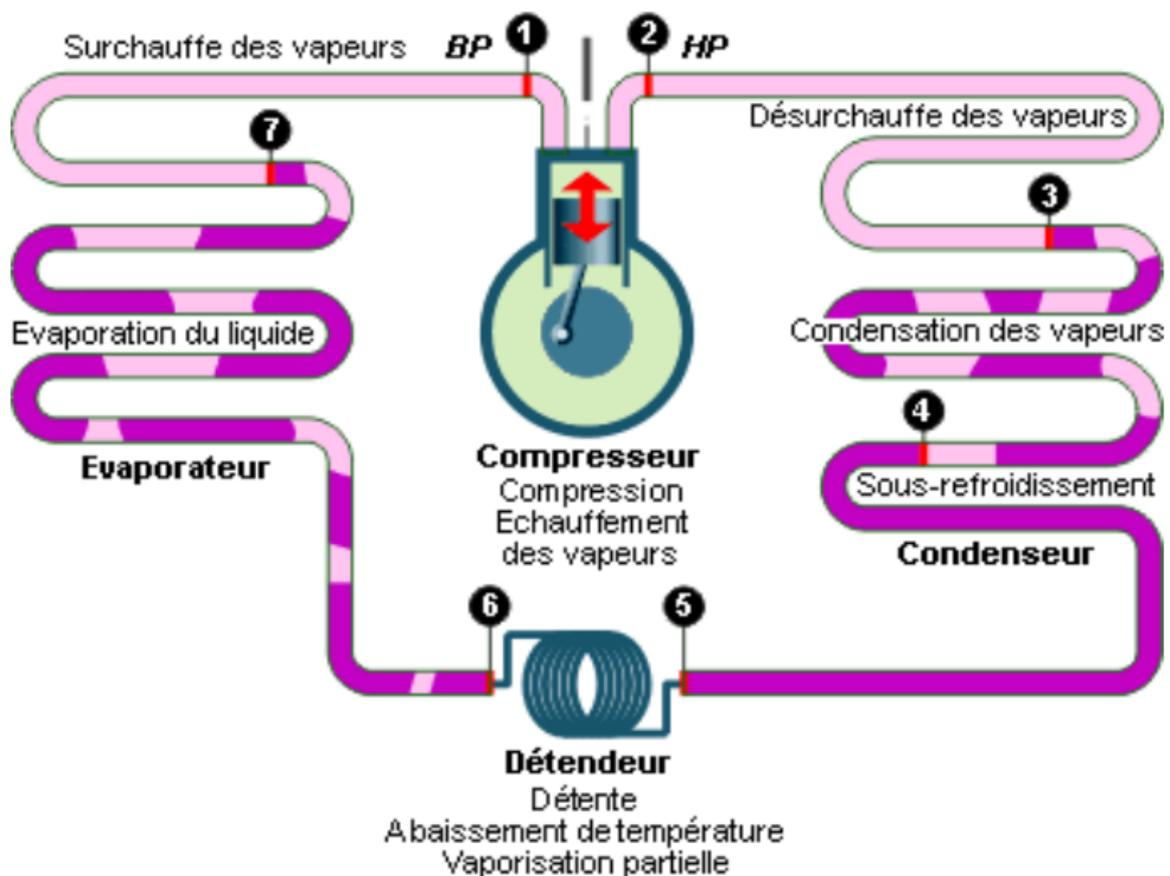 Surchauffe des vapeurs
BP
1
2
HP
Désurchauffe des vapeurs
7
3
Evaporation du liquide
Condensation des vapeurs
4
Evaporateur
Compresseur
Compression
Echauffement
des vapeurs
Sous-refroidissement
Condenseur
6
5
Détendeur
Détente
Abaissement de température
Vaporisation partielle